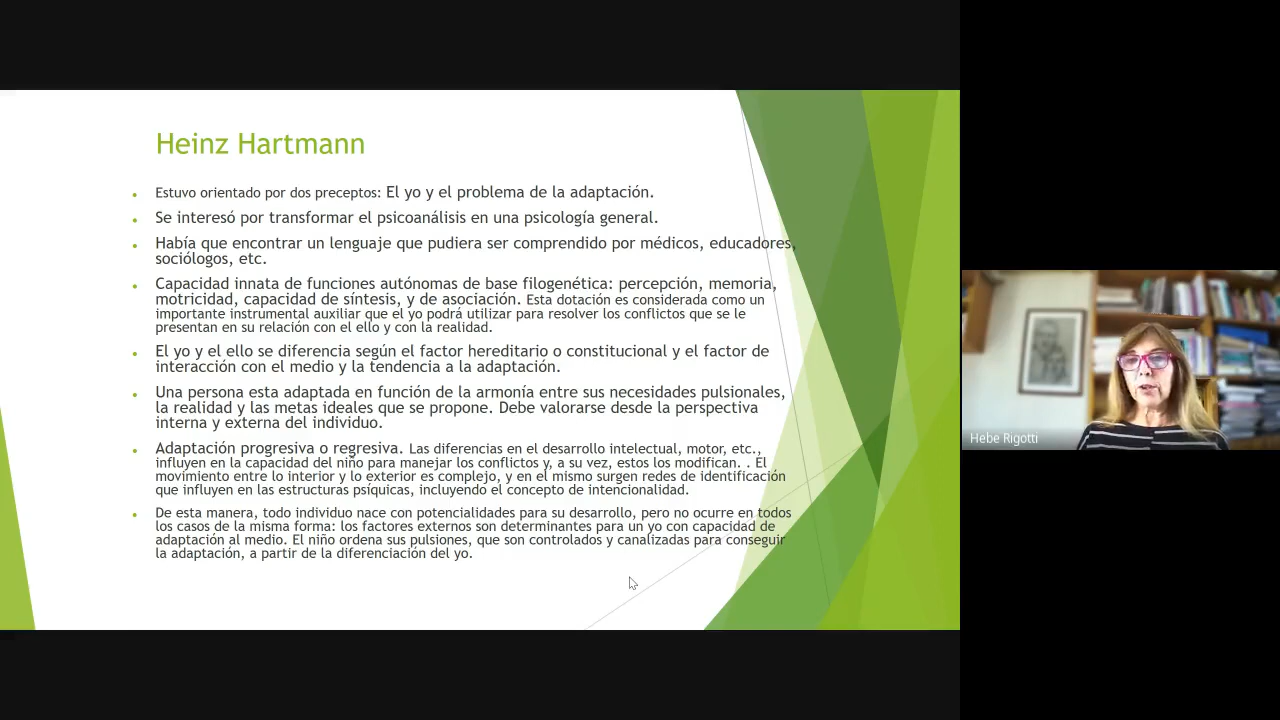 Heinz Hartmann
Estuvo orientado por dos preceptos: El yo y el problema de la adaptación.
Se interesó por transformar el psicoanálisis en una psicología general.
Había que encontrar un lenguaje que pudiera ser comprendido por médicos, educadores,
sociólogos, etc.
Capacidad innata de funciones autónomas de base filogenética: percepción, memoria,
motricidad, capacidad de síntesis, y de asociación. Esta dotación es considerada como un
importante instrumental auxiliar que el yo podrá utilizar para resolver los conflictos que se le
presentan en su relación con el ello y con la realidad.
El yo y el ello se diferencia según el factor hereditario o constitucional y el factor de
interacción con el medio y la tendencia a la adaptación.
Una persona esta adaptada en función de la armonía entre sus necesidades pulsionales,
la realidad y las metas ideales que se propone. Debe valorarse desde la perspectiva
interna y externa del individuo.
Adaptación progresiva o regresiva. Las diferencias en el desarrollo intelectual, motor, etc.,
influyen en la capacidad del niño para manejar los conflictos y, a su vez, estos los modifican. . El
movimiento entre lo interior y lo exterior es complejo, y en el mismo surgen redes de identificación
que influyen en las estructuras psíquicas, incluyendo el concepto de intencionalidad.
De esta manera, todo individuo nace con potencialidades para su desarrollo, pero no ocurre en todos
los casos de la misma forma: los factores externos son determinantes para un yo con capacidad de
adaptación al medio. El niño ordena sus pulsiones, que son controlados y canalizadas para conseguir
la adaptación, a partir de la diferenciación del yo.
Hebe Rigotti